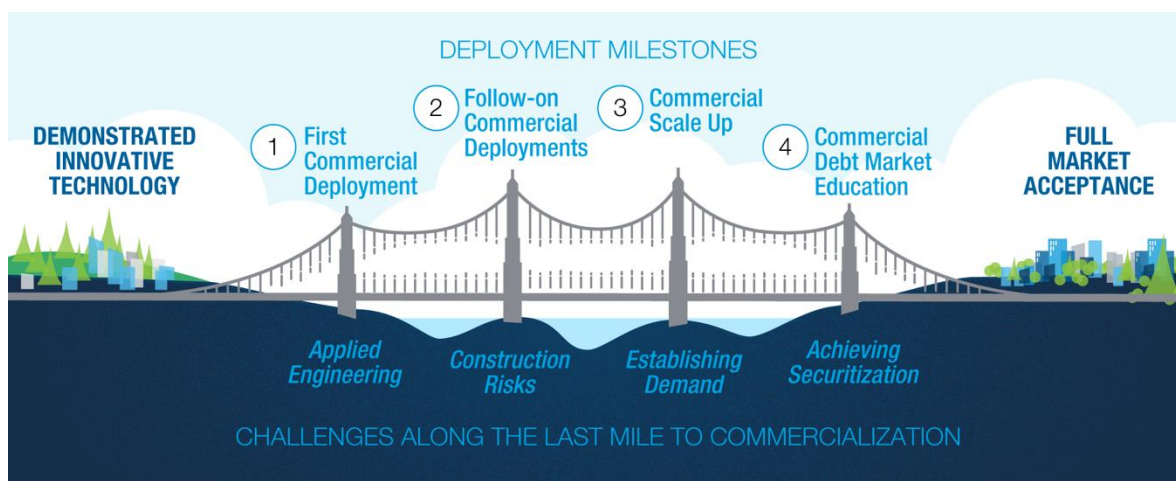 DEPLOYMENT MILESTONES
DEMONSTRATED
INNOVATIVE
TECHNOLOGY
1
First
Commercial
Deployment
2
Follow-on
Commercial
Deployments
3
Commercial
Scale Up
4
Commercial
Debt Market
Education
FULL
MARKET
ACCEPTANCE
Applied
Engineering
Construction
Risks
Establishing
Demand
Achieving
Securitization
CHALLENGES ALONG THE LAST MILE TO COMMERCIALIZATION